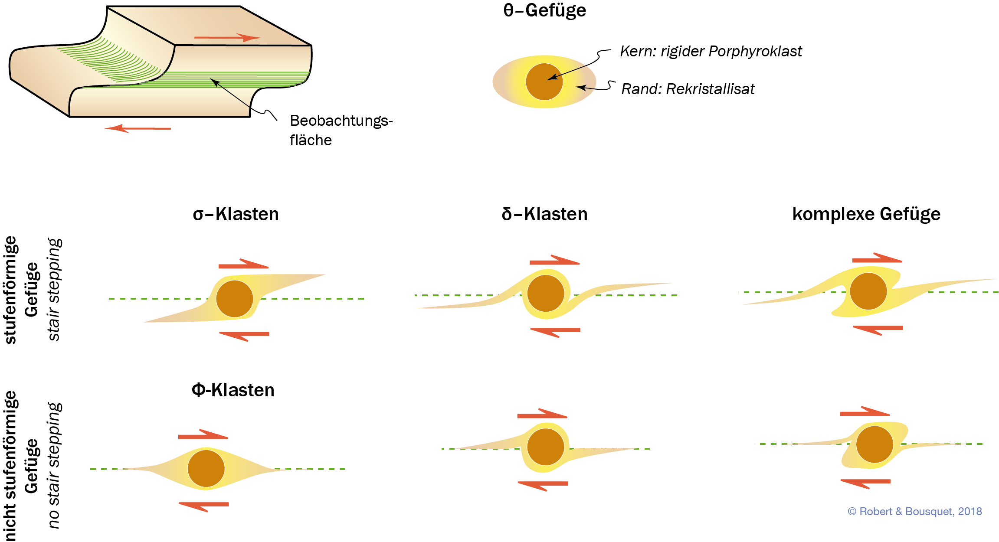 θ–Gefüge
Kern: rigider Porphyroklast
Rand: Rekristallisat
Beobachtungs-
fläche
σ–Klasten
δ–Klasten
komplexe Gefüge
stufenförmige
Gefüge
stair stepping
Φ-Klasten
nicht stufenförmige
Gefüge
no stair stepping
© Robert & Bousquet, 2018